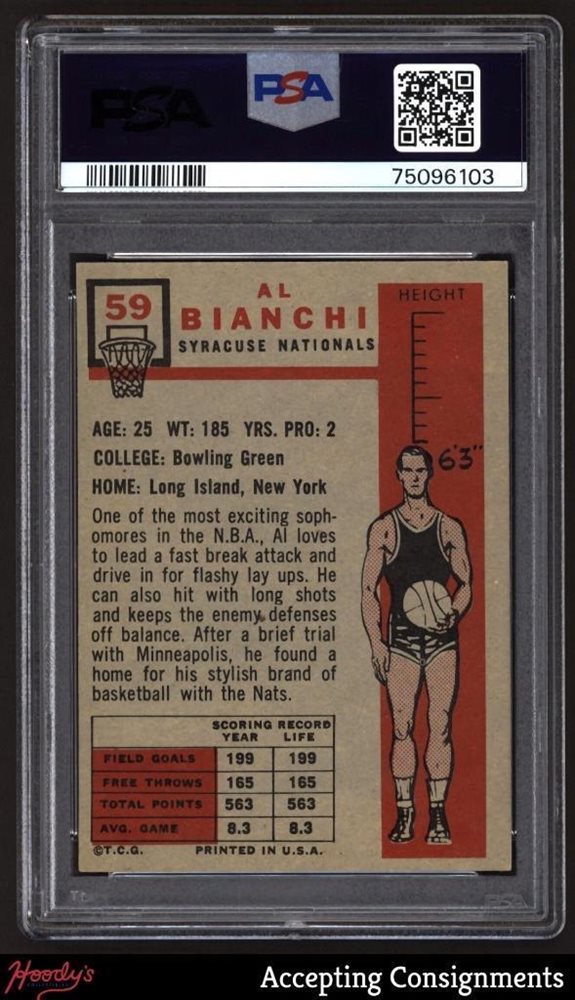 PSA PSA
75096103
59
AL
BIANCHI
SYRACUSE NATIONALS
HEIGHT
6'3"
AGE: 25 WT: 185 YRS. PRO: 2
COLLEGE: Bowling Green
HOME: Long Island, New York
One of the most exciting soph-
omores in the N.B.A., Al loves
to lead a fast break attack and
drive in for flashy lay ups. He
can also hit with long shots
and keeps the enemy defenses
off balance. After a brief trial
with Minneapolis, he found a
home for his stylish brand of
basketball with the Nats.
SCORING RECORD
YEAR LIFE
FIELD GOALS 199 199
FREE THROWS 165 165
TOTAL POINTS 563 563
AVG. GAME 8.3 8.3
©T.C.G. PRINTED IN U.S.A.
PSA
Hoody's
COLLECTIBLES
Accepting Consignments